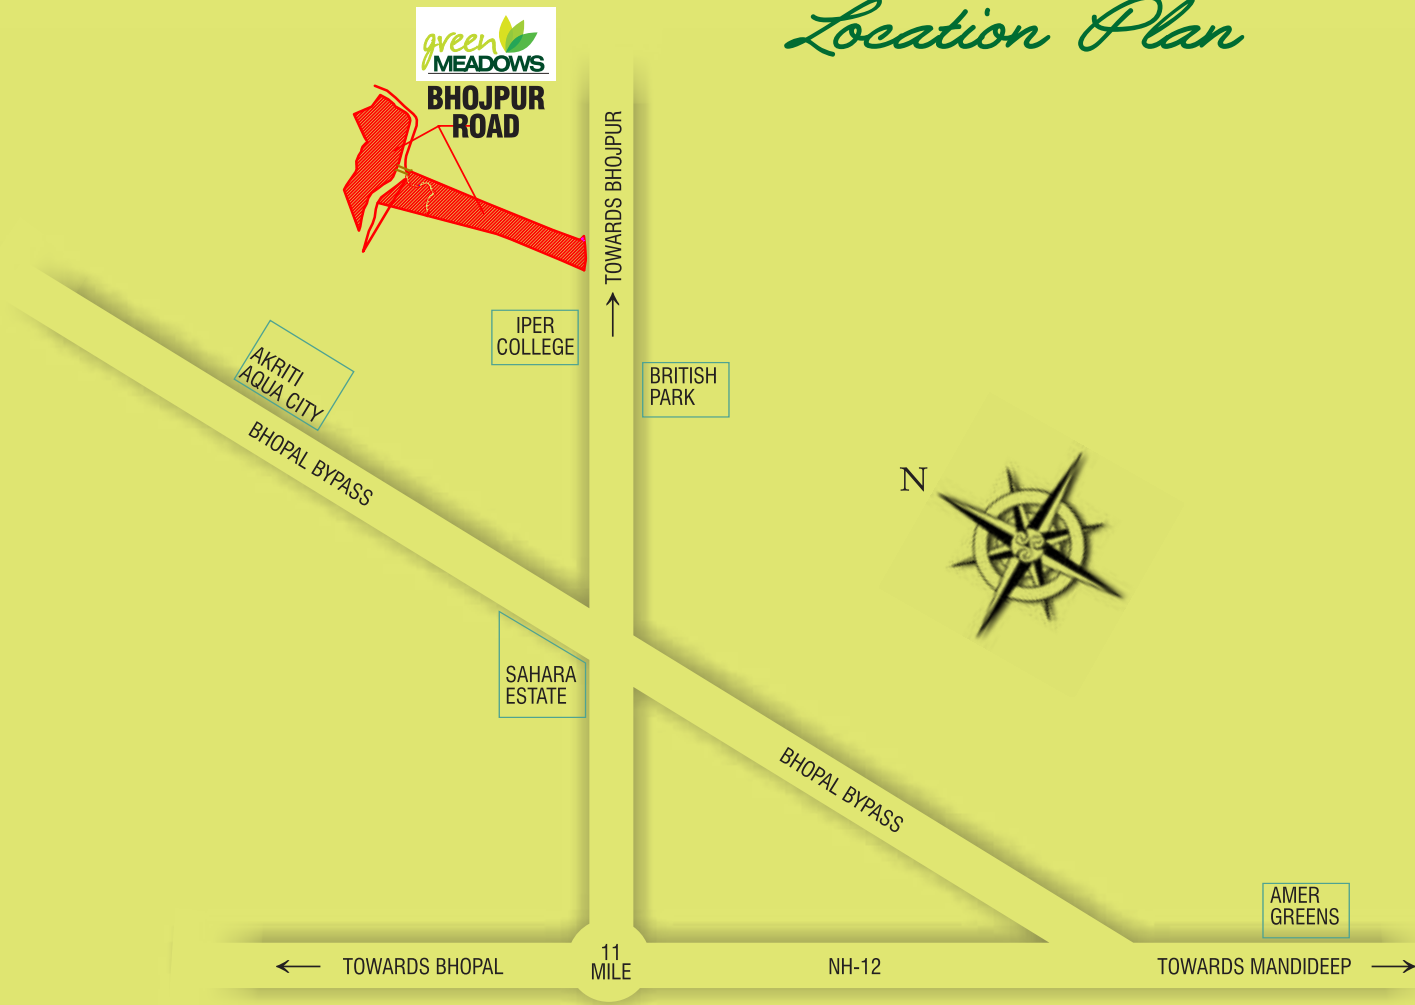 Location Plan
green
MEADOWS
BHOJPUR
ROAD
TOWARDS BHOJPUR
IPER
COLLEGE
BRITISH
PARK
AKRITI
AQUA CITY
BHOPAL BYPASS
N
SAHARA
ESTATE
BHOPAL BYPASS
AMER
GREENS
TOWARDS BHOPAL
11
MILE
NH-12
TOWARDS MANDIDEEP